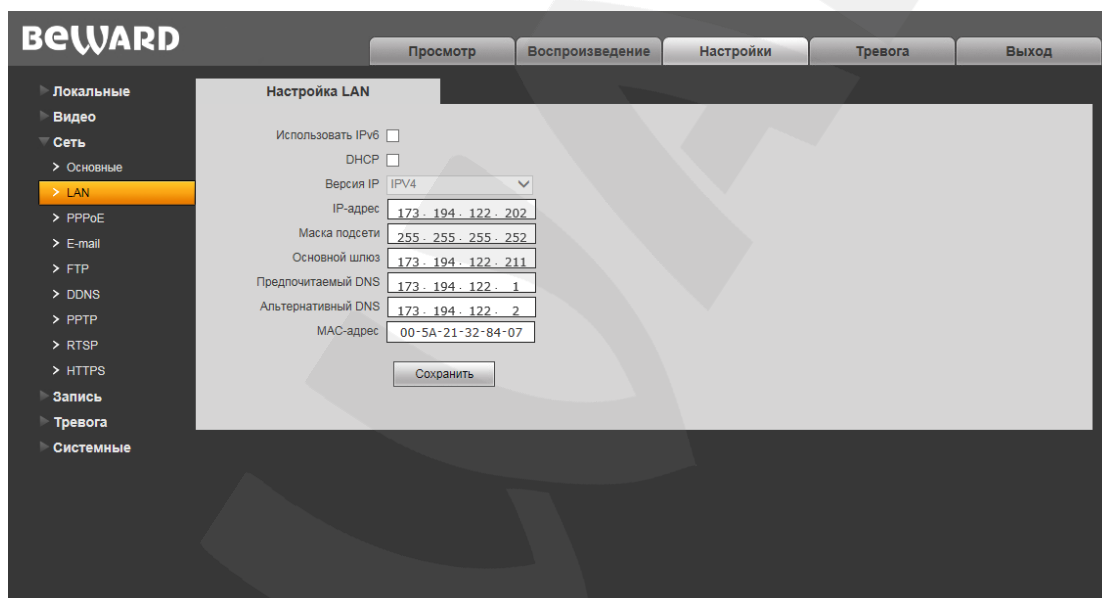 BEWARD
Просмотр Воспроизведение Настройки Тревога Выход
Локальные
Видео
Сеть
> Основные
> LAN
> PPPoE
> E-mail
> FTP
> DDNS
> PPTP
> RTSP
> HTTPS
Запись
Тревога
Системные
Настройка LAN
Использовать IPv6
DHCP
Версия IP IPV4
IP-адрес 173 . 194 . 122 . 202
Маска подсети 255 . 255 . 255 . 252
Основной шлюз 173 . 194 . 122 . 211
Предпочитаемый DNS 173 . 194 . 122 . 1
Альтернативный DNS 173 . 194 . 122 . 2
MAC-адрес 00-5A-21-32-84-07
Сохранить